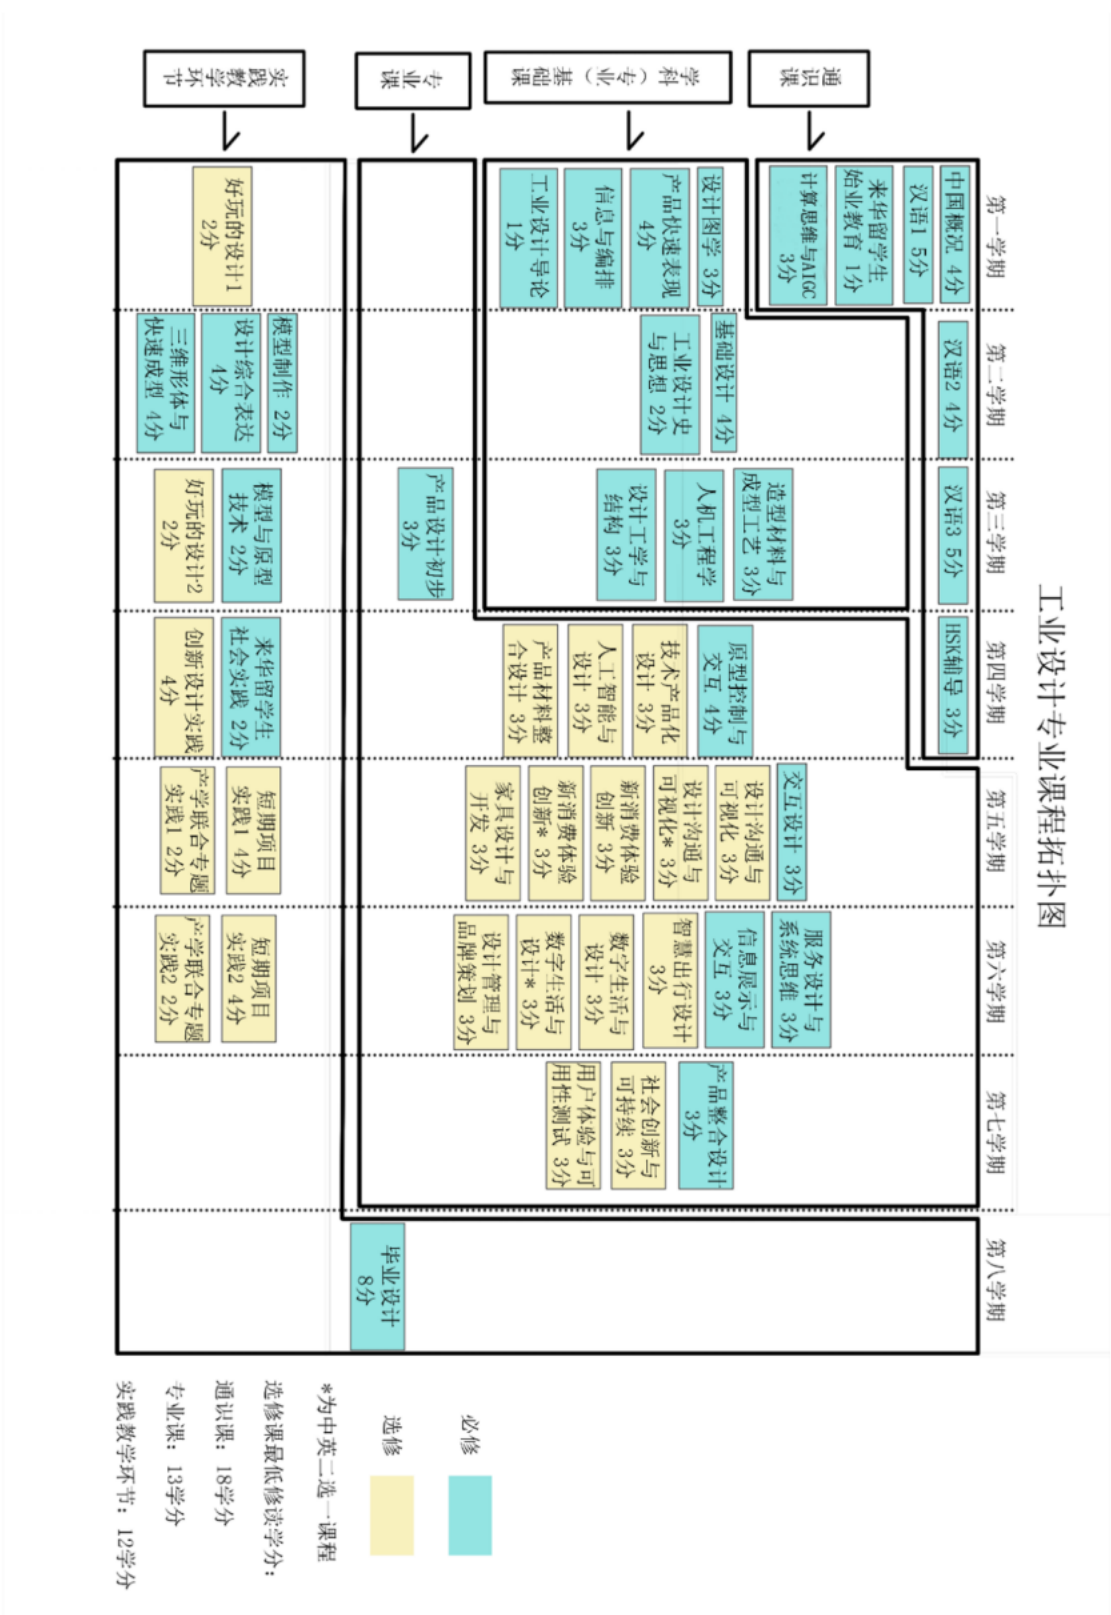 工业设计专业课程拓扑图
第一学期
第二学期
第三学期
第四学期
第五学期
第六学期
第七学期
第八学期
通识
课
中国概况 4分
汉语1 5分
来华留学生
始业教育 1分
计算思维与AIGC
3分
汉语2 4分
汉语3 5分
HSK辅导 3分
学科（专业）基础
课
设计图学 3分
产品快速表现
4分
信息与编排
3分
工业设计导论
1分
基础设计 4分
工业设计史
与思想 2分
造型材料与
成型工艺 3分
人机工程学
3分
设计工学与
结构 3分
专业
课
产品设计初步
3分
原型控制与
交互 4分
技术产品化
设计 3分
人工智能与
设计 3分
产品材料整
合设计 3分
交互设计 3分
设计沟通与
可视化 3分
设计沟通与
可视化* 3分
新消费体验
创新 3分
新消费体验
创新* 3分
家具设计与
开发 3分
服务设计与
系统思维 3分
信息展示与
交互 3分
智慧出行设计
3分
数字生活与
设计 3分
数字生活与
设计* 3分
设计管理与
品牌策划 3分
产品整合设计
3分
社会创新与
可持续 3分
用户体验与可
用性测试 3分
实践教学环
节
好玩的设计1
2分
模型制作 2分
设计综合表达
4分
三维形体与
快速成型 4分
模型与原型
技术 2分
好玩的设计2
2分
来华留学生
社会实践 2分
创新设计实践
4分
短期项目
实践1 4分
产学联合专题
实践1 2分
短期项目
实践2 4分
产学联合专题
实践2 2分
毕业设计
8分
必修
选修
*为中英二选一课程
选修课最低修读学分：
通识课：18学分
专业课：13学分
实践教学环节：12学分